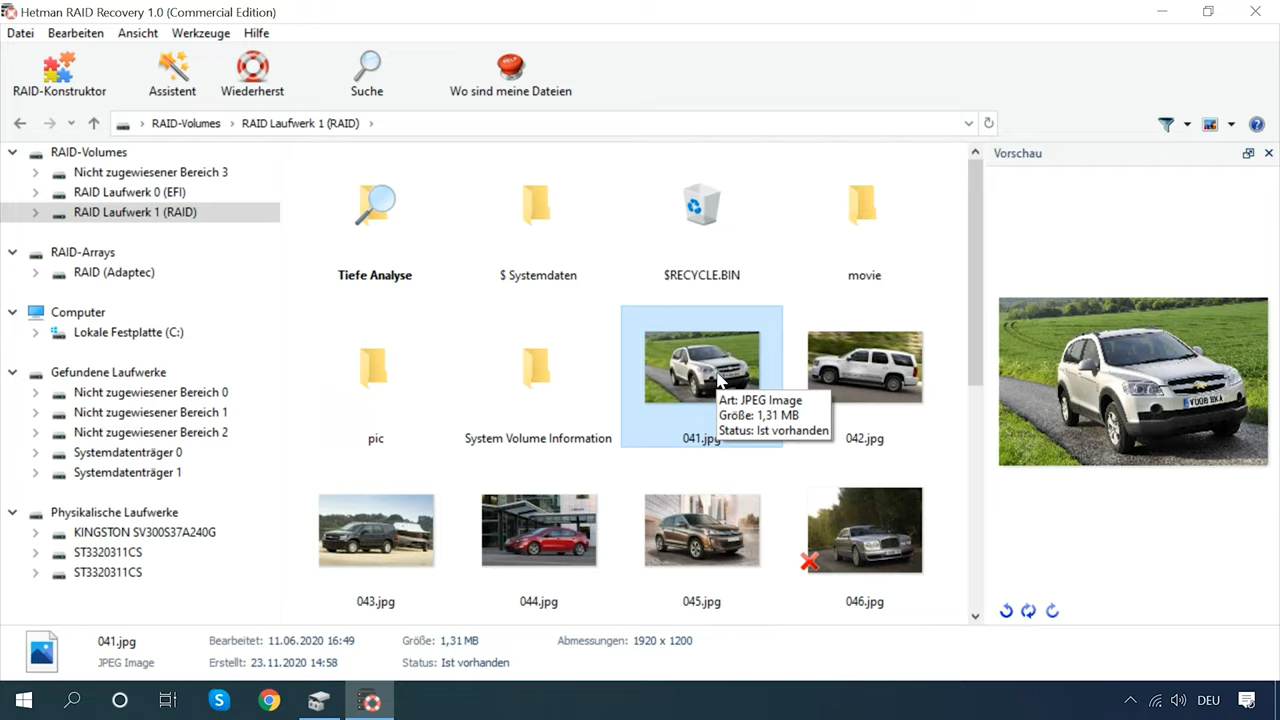 Hetman RAID Recovery 1.0 (Commercial Edition)
Datei Bearbeiten Ansicht Werkzeuge Hilfe
RAID-Konstruktor Assistent Wiederherst Suche Wo sind meine Dateien
HELP
RAID-Volumes RAID Laufwerk 1 (RAID)
RAID-Volumes
Nicht zugewiesener Bereich 3
RAID Laufwerk 0 (EFI)
RAID Laufwerk 1 (RAID)
RAID-Arrays
RAID (Adaptec)
Computer
Lokale Festplatte (C:)
Gefundene Laufwerke
Nicht zugewiesener Bereich 0
Nicht zugewiesener Bereich 1
Nicht zugewiesener Bereich 2
Systemdatenträger 0
Systemdatenträger 1
Physikalische Laufwerke
KINGSTON SV300S37A240G
ST3320311CS
ST3320311CS
Tiefe Analyse
$ Systemdaten
$RECYCLE.BIN
movie
pic
System Volume Information
041.jpg
042.jpg
Art: JPEG Image
Größe: 1,31 MB
Status: Ist vorhanden
043.jpg
044.jpg
045.jpg
046.jpg
Vorschau
YU08 BKA
041.jpg
JPEG Image
Bearbeitet: 11.06.2020 16:49
Erstellt: 23.11.2020 14:58
Größe: 1,31 MB
Status: Ist vorhanden
Abmessungen: 1920 x 1200
DEU